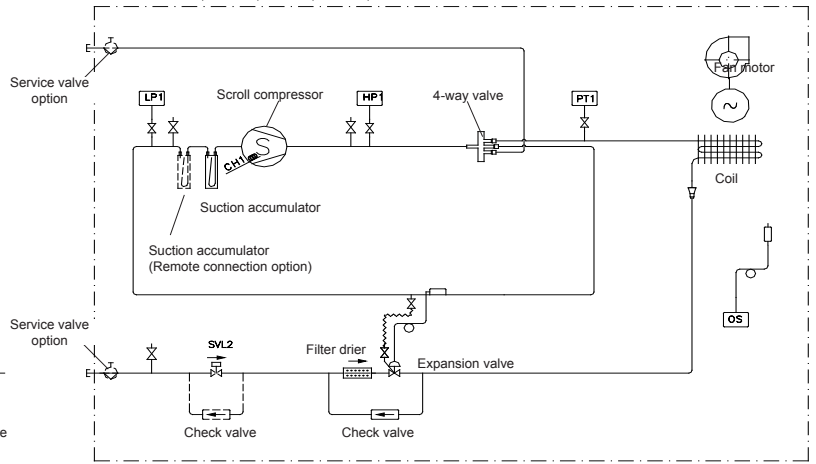 Service valve
option
LP1
Scroll compressor
HP1
4-way valve
PT1
Fan motor
S
CH1
Suction accumulator
Coil
Suction accumulator
(Remote connection option)
OS
Service valve
option
SVL2
Filter drier
Expansion valve
Check valve
Check valve